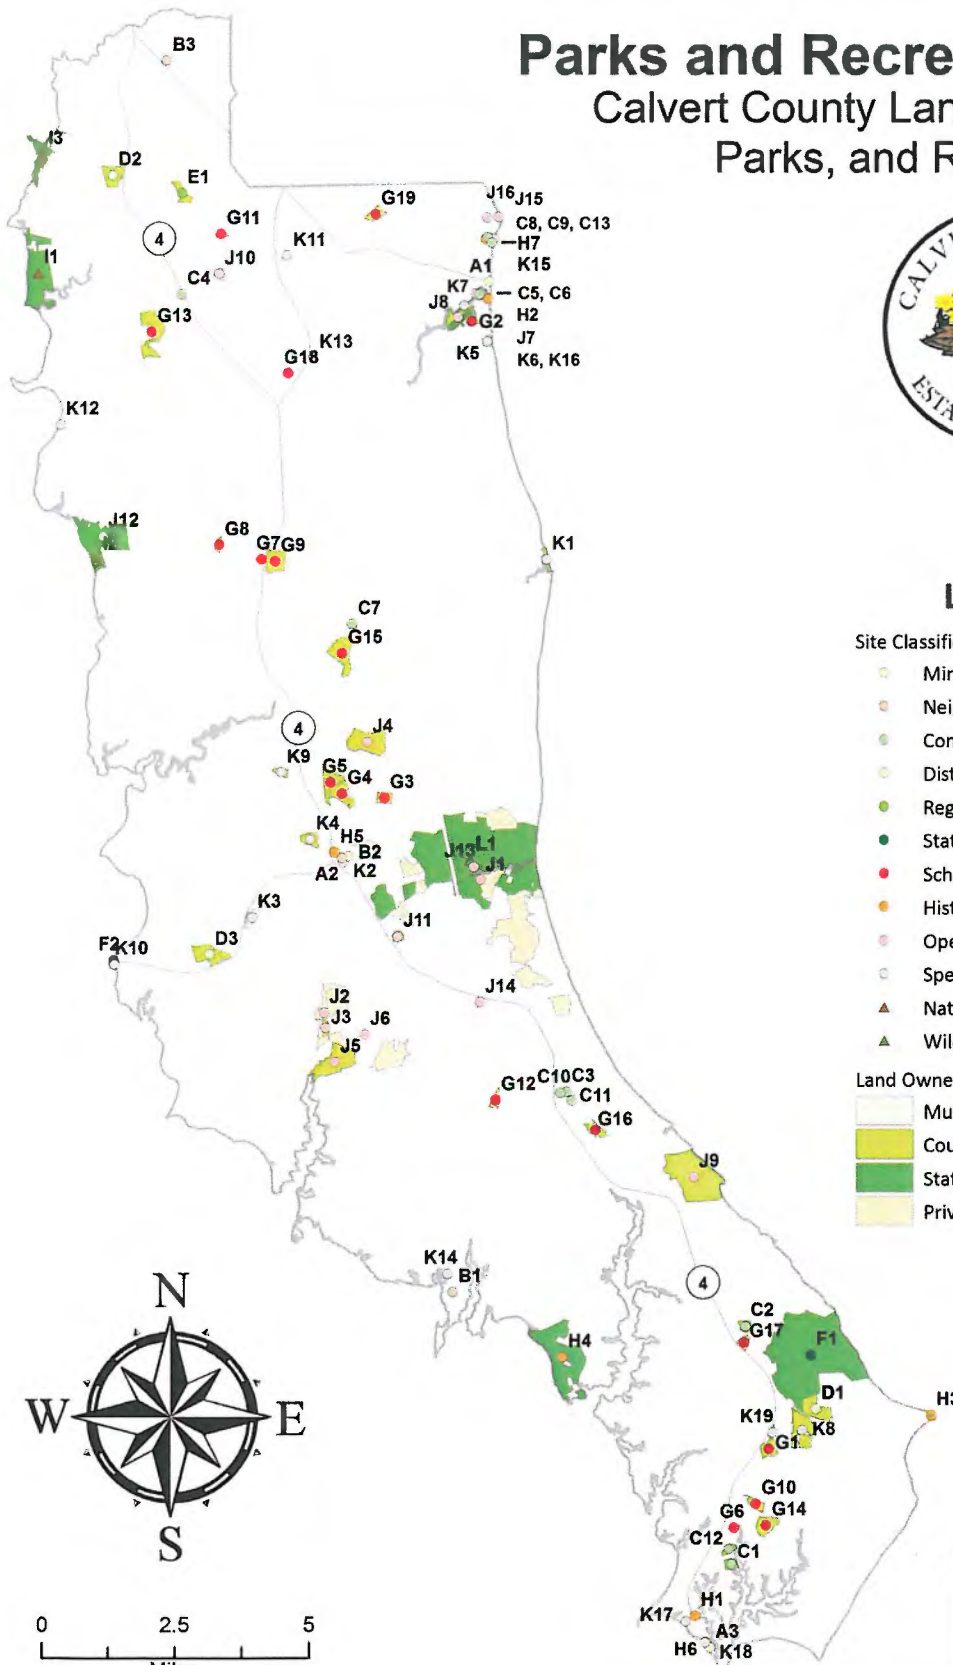 Parks and Recre
Calvert County Lan
Parks, and R
CALV
ESTA
B3
I3
D2
E1
G11
G19
J16 J15
C8, C9, C13
H7
K15
4
K11
I1
J10
C4
A1
K7
C5, C6
J8
H2
G13
G2
J7
K13
K5
K6, K16
G18
K12
J12
G8
G7 G9
K1
C7
G15
4
J4
K9
G5
G4
G3
K4
H5
B2
A2
K2
J13
L1
J1
K3
J11
D3
F2
K10
J2
J3
J6
J14
J5
G12
C10 C3
C11
G16
J9
K14
B1
4
C2
G17
H4
F1
D1
H3
K19
K8
G1
G10
G6
G14
C12
C1
H1
K17
A3
H6
K18
L
Site Classifi
Min
Nei
Con
Dist
Reg
Stat
Sch
Hist
Ope
Spe
Nat
Wil
Land Owne
Mu
Cou
Stat
Priv
N
W
E
S
0 2.5 5